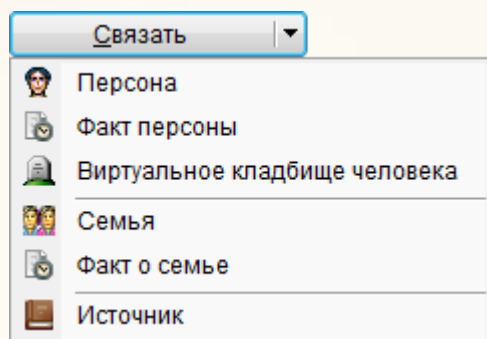 Связать
Персона
Факт персоны
Виртуальное кладбище человека
Семья
Факт о семье
Источник